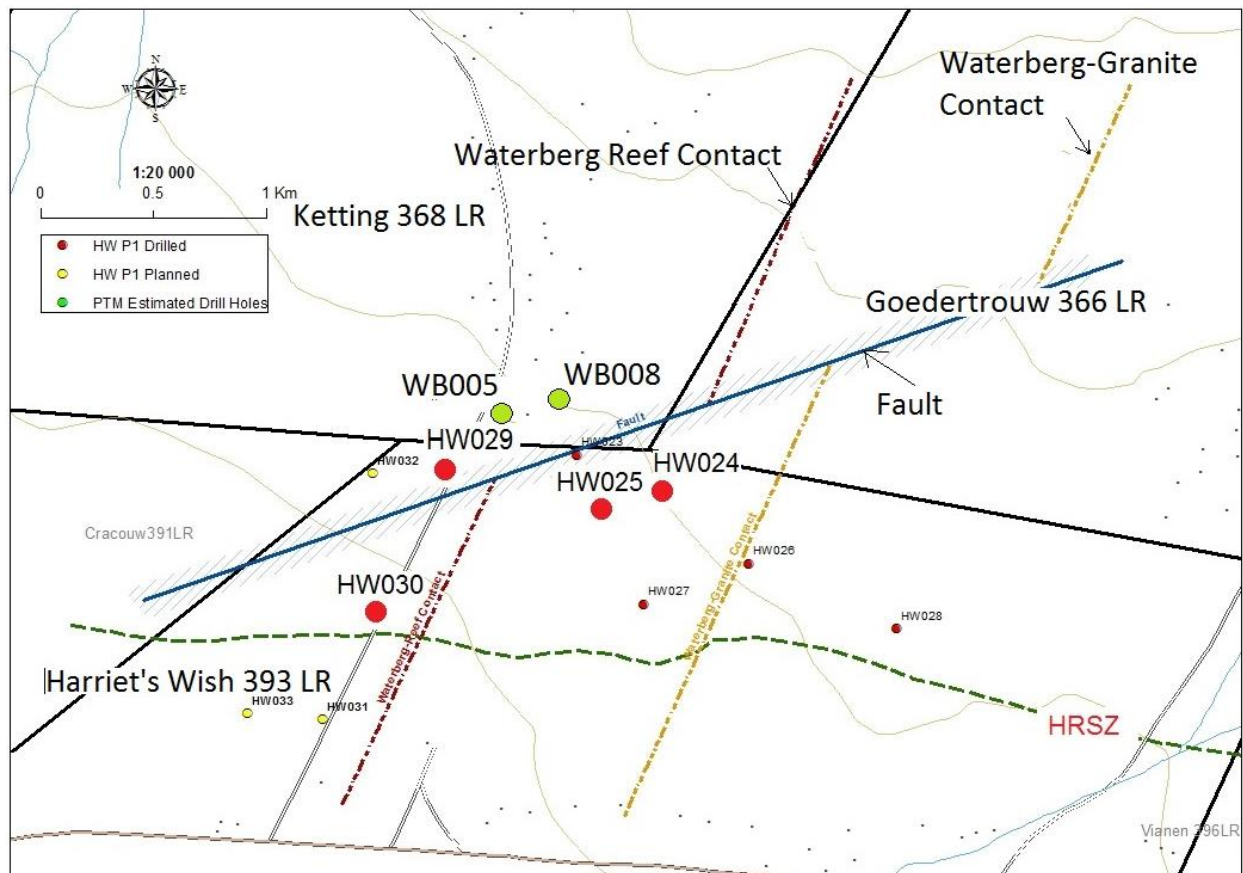 N
W E
S
1:20 000
0 0.5 1 Km
HW P1 Drilled
HW P1 Planned
PTM Estimated Drill Holes
Ketting 368 LR
Waterberg Reef Contact
Waterberg-Granite
Contact
Goedertrouw 366 LR
Fault
WB005
WB008
Fault
HW029
HW023
HW032
HW025
HW024
Cracouw391LR
HW026
HW030
HW027
HW028
Waterberg-Reef Contact
Waterberg-Granite Contact
Harriet's Wish 393 LR
HW033
HW031
HRSZ
Vianen 296LR